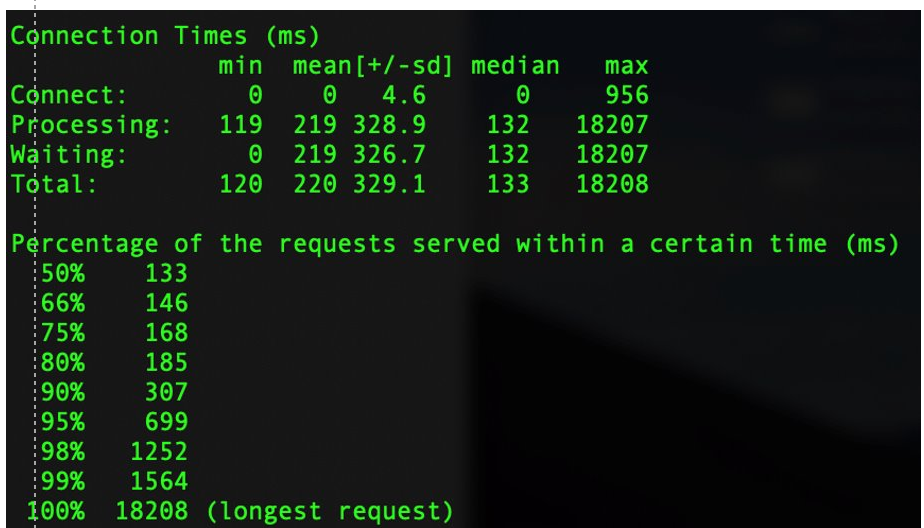 Connection Times (ms)
              min  mean[+/-sd] median   max
Connect:        0    0   4.6      0     956
Processing:   119  219 328.9    132   18207
Waiting:        0  219 326.7    132   18207
Total:        120  220 329.1    133   18208

Percentage of the requests served within a certain time (ms)
  50%    133
  66%    146
  75%    168
  80%    185
  90%    307
  95%    699
  98%   1252
  99%   1564
 100%  18208 (longest request)